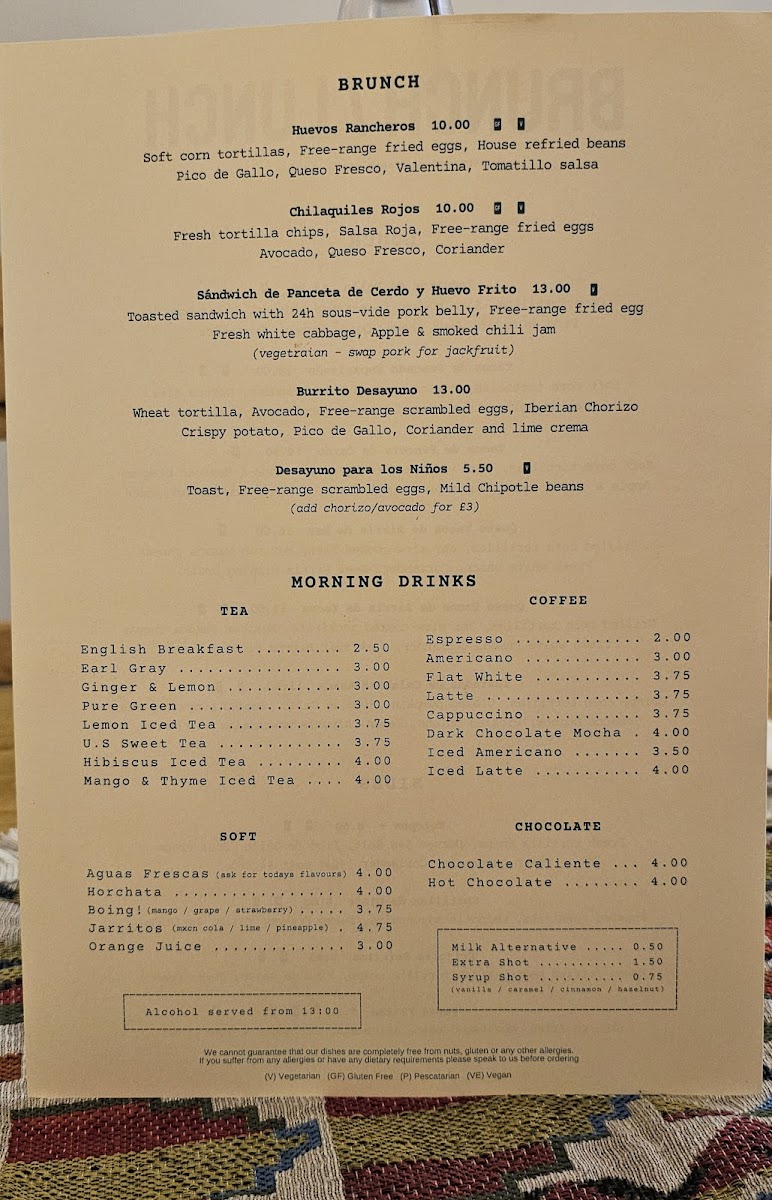 BRUNCH
Huevos Rancheros 10.00 GF V
Soft corn tortillas, Free-range fried eggs, House refried beans
Pico de Gallo, Queso Fresco, Valentina, Tomatillo salsa
Chilaquiles Rojos 10.00 GF V
Fresh tortilla chips, Salsa Roja, Free-range fried eggs
Avocado, Queso Fresco, Coriander
Sándwich de Panceta de Cerdo y Huevo Frito 13.00 V
Toasted sandwich with 24h sous-vide pork belly, Free-range fried egg
Fresh white cabbage, Apple & smoked chili jam
(vegetraian - swap pork for jackfruit)
Burrito Desayuno 13.00
Wheat tortilla, Avocado, Free-range scrambled eggs, Iberian Chorizo
Crispy potato, Pico de Gallo, Coriander and lime crema
Desayuno para los Niños 5.50 V
Toast, Free-range scrambled eggs, Mild Chipotle beans
(add chorizo/avocado for £3)
MORNING DRINKS
TEA
English Breakfast ......... 2.50
Earl Gray ................. 3.00
Ginger & Lemon ............ 3.00
Pure Green ................ 3.00
Lemon Iced Tea ............ 3.75
U.S Sweet Tea ............. 3.75
Hibiscus Iced Tea ......... 4.00
Mango & Thyme Iced Tea .... 4.00
COFFEE
Espresso ............. 2.00
Americano ............ 3.00
Flat White ........... 3.75
Latte ................ 3.75
Cappuccino ........... 3.75
Dark Chocolate Mocha . 4.00
Iced Americano ....... 3.50
Iced Latte ........... 4.00
SOFT
Aguas Frescas (ask for todays flavours) 4.00
Horchata .................. 4.00
Boing! (mango / grape / strawberry) ..... 3.75
Jarritos (mxcn cola / lime / pineapple) . 4.75
Orange Juice .............. 3.00
CHOCOLATE
Chocolate Caliente ... 4.00
Hot Chocolate ........ 4.00
Milk Alternative ..... 0.50
Extra Shot ........... 1.50
Syrup Shot ........... 0.75
(vanilla / caramel / cinnamon / hazelnut)
Alcohol served from 13:00
We cannot guarantee that our dishes are completely free from nuts, gluten or any other allergies.
If you suffer from any allergies or have any dietary requirements please speak to us before ordering
(V) Vegetarian (GF) Gluten Free (P) Pescatarian (VE) Vegan